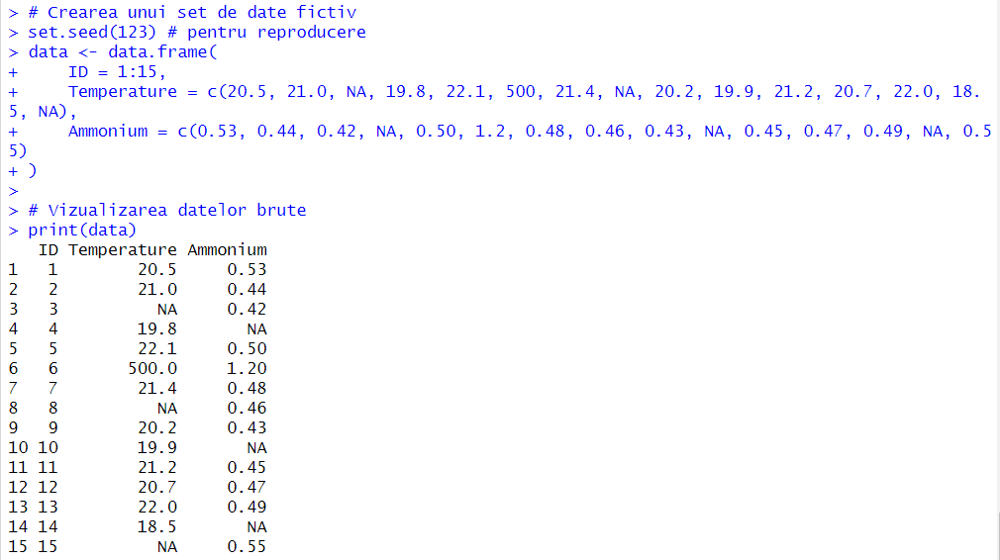 > # Crearea unui set de date fictiv
> set.seed(123) # pentru reproducere
> data <- data.frame(
+     ID = 1:15,
+     Temperature = c(20.5, 21.0, NA, 19.8, 22.1, 500, 21.4, NA, 20.2, 19.9, 21.2, 20.7, 22.0, 18.
5, NA),
+     Ammonium = c(0.53, 0.44, 0.42, NA, 0.50, 1.2, 0.48, 0.46, 0.43, NA, 0.45, 0.47, 0.49, NA, 0.5
5)
+ )
>
> # Vizualizarea datelor brute
> print(data)
   ID Temperature Ammonium
1   1        20.5     0.53
2   2        21.0     0.44
3   3          NA     0.42
4   4        19.8       NA
5   5        22.1     0.50
6   6       500.0     1.20
7   7        21.4     0.48
8   8          NA     0.46
9   9        20.2     0.43
10 10        19.9       NA
11 11        21.2     0.45
12 12        20.7     0.47
13 13        22.0     0.49
14 14        18.5       NA
15 15          NA     0.55